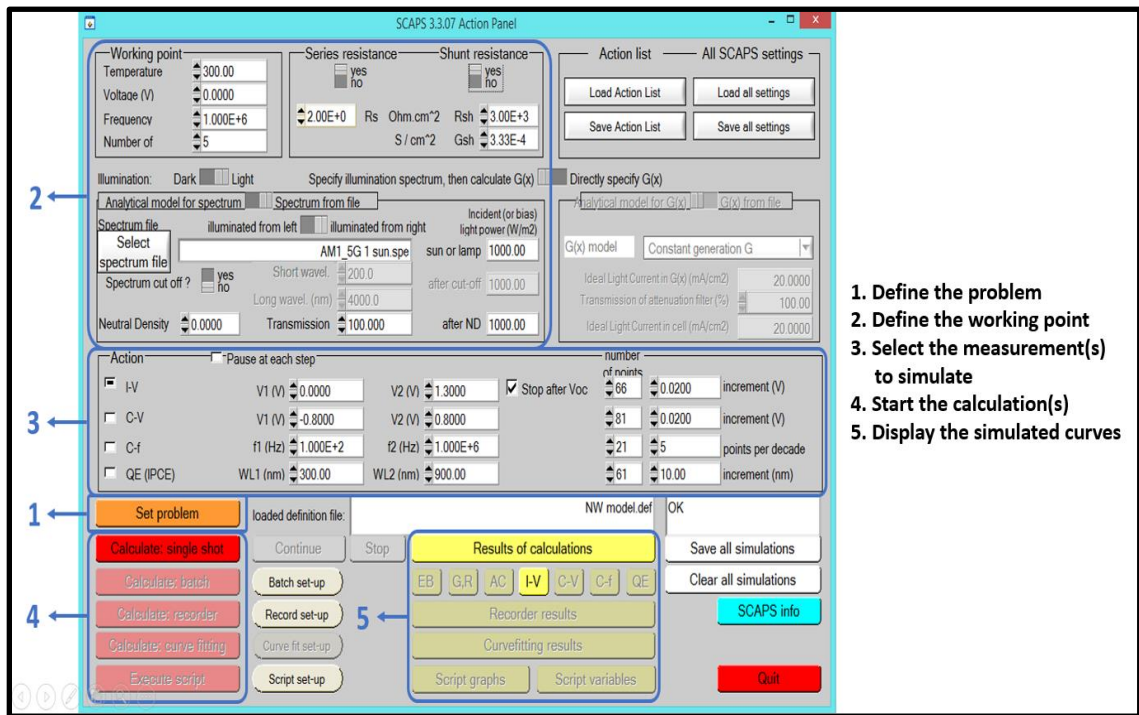 SCAPS 3.3.07 Action Panel
Working point
Temperature 300.00
Voltage (V) 0.0000
Frequency 1.000E+6
Number of 5
Series resistance Shunt resistance
yes yes
no no
2.00E+0 Rs Ohm.cm^2 Rsh 3.00E+3
S / cm^2 Gsh 3.33E-4
Action list All SCAPS settings
Load Action List Load all settings
Save Action List Save all settings
Illumination: Dark Light Specify illumination spectrum, then calculate G(x) Directly specify G(x)
2
Analytical model for spectrum Spectrum from file
Spectrum file illuminated from left illuminated from right
Incident (or bias)
light power (W/m2)
Select
spectrum file
AM1_5G 1 sun.spe sun or lamp 1000.00
Spectrum cut off ? yes
no
Short wavel. 200.0
Long wavel. (nm) 4000.0
after cut-off 1000.00
Neutral Density 0.0000 Transmission 100.000 after ND 1000.00
Analytical model for G(x) G(x) from file
G(x) model Constant generation G
Ideal Light Current in G(x) (mA/cm2) 20.0000
Transmission of attenuation filter (%) 100.00
Ideal Light Current in cell (mA/cm2) 20.0000
Action Pause at each step number
of points
I-V V1 (V) 0.0000 V2 (V) 1.3000 Stop after Voc 66 0.0200 increment (V)
C-V V1 (V) -0.8000 V2 (V) 0.8000 81 0.0200 increment (V)
3
C-f f1 (Hz) 1.000E+2 f2 (Hz) 1.000E+6 21 5 points per decade
QE (IPCE) WL1 (nm) 300.00 WL2 (nm) 900.00 61 10.00 increment (nm)
1
Set problem loaded definition file: NW model.def OK
Calculate: single shot Continue Stop Results of calculations Save all simulations
Calculate: batch Batch set-up EB G,R AC I-V C-V C-f QE Clear all simulations
4
Calculate: recorder Record set-up 5 Recorder results SCAPS info
Calculate: curve fitting Curve fit set-up Curvefitting results
Execute script Script set-up Script graphs Script variables Quit
1. Define the problem
2. Define the working point
3. Select the measurement(s)
to simulate
4. Start the calculation(s)
5. Display the simulated curves